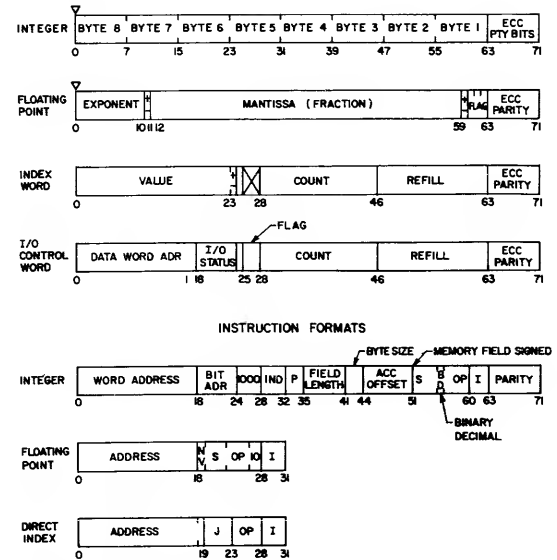 INTEGER BYTE 8 BYTE 7 BYTE 6 BYTE 5 BYTE 4 BYTE 3 BYTE 2 BYTE 1 ECC PTY BITS
0 7 15 23 31 39 47 55 63 71
FLOATING POINT EXPONENT + - MANTISSA (FRACTION) + - FLAG ECC PARITY
0 10 11 12 59 63 71
INDEX WORD VALUE + - COUNT REFILL ECC PARITY
0 23 28 46 63 71
FLAG
I/O CONTROL WORD DATA WORD ADR I/O STATUS COUNT REFILL ECC PARITY
0 1 18 25 28 46 63 71
INSTRUCTION FORMATS
BYTE SIZE MEMORY FIELD SIGNED
INTEGER WORD ADDRESS BIT ADR 1000 IND P FIELD LENGTH ACC OFFSET S B D OP I PARITY
0 18 24 28 32 35 41 44 51 60 63 71
BINARY DECIMAL
FLOATING POINT ADDRESS N V S OP 10 I
0 18 28 31
DIRECT INDEX ADDRESS J OP I
0 19 23 28 31